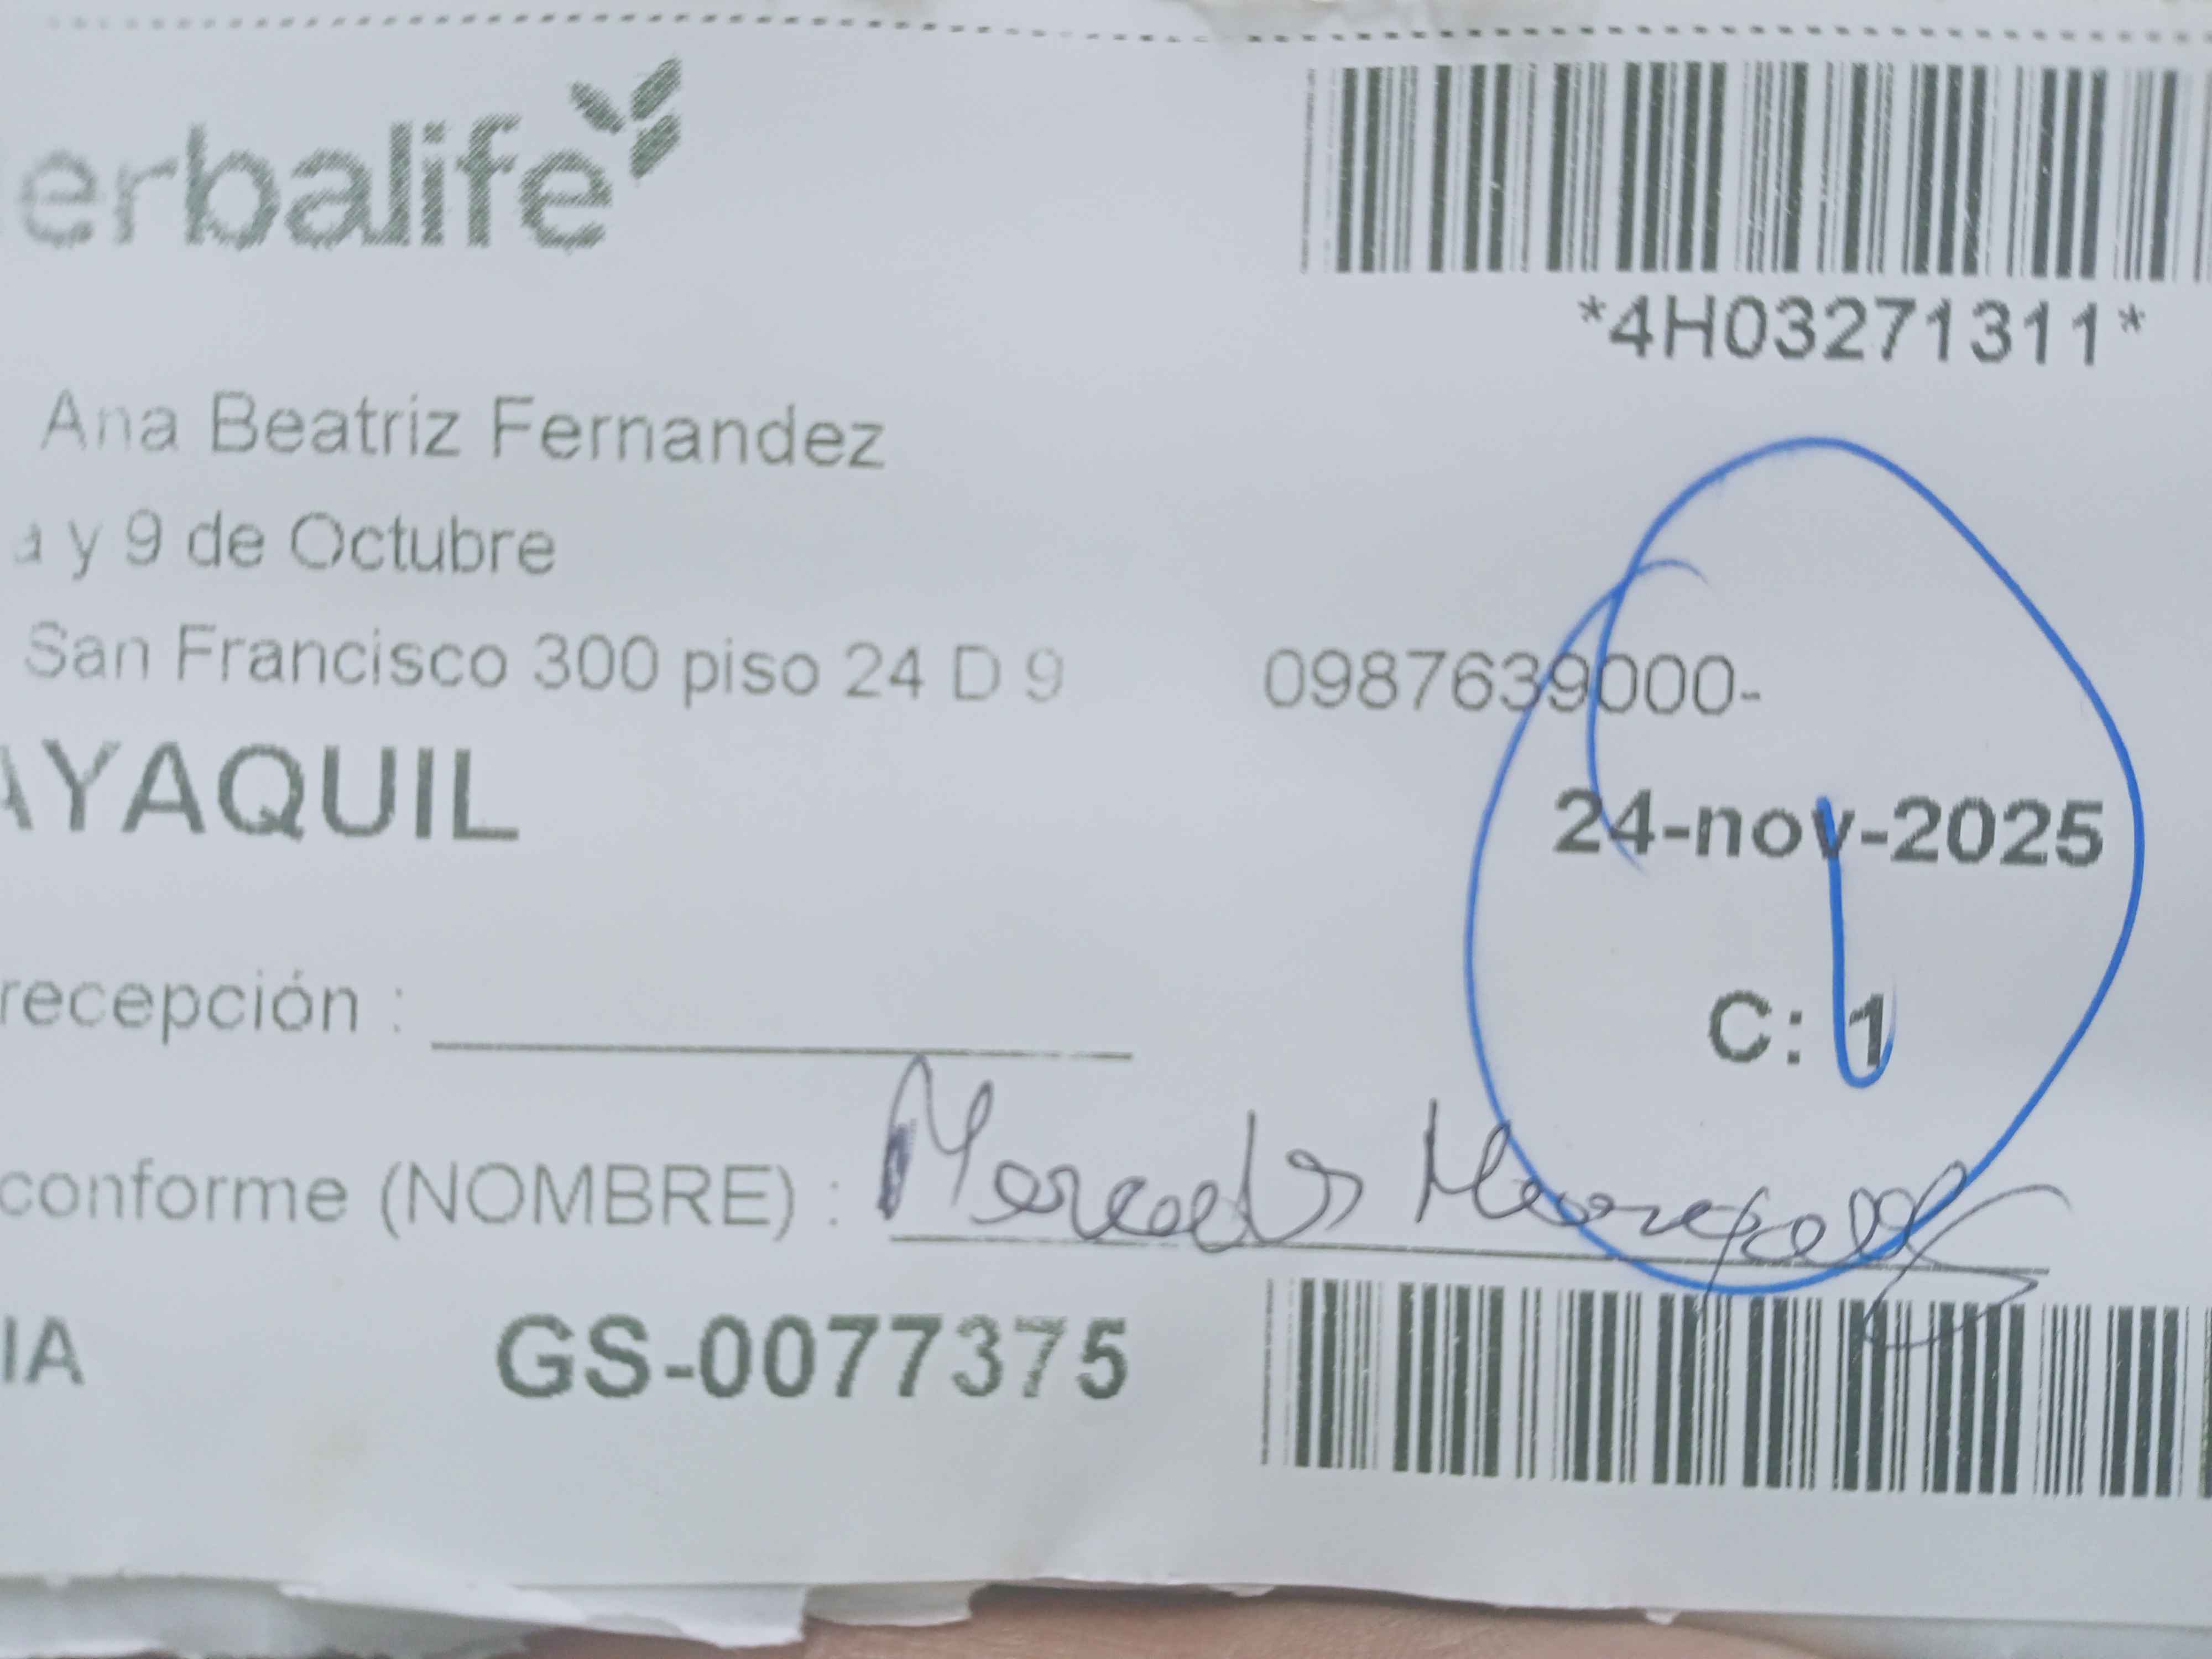 erbalife
*4H03271311*
Ana Beatriz Fernandez
a y 9 de Octubre
San Francisco 300 piso 24 D 9 0987639000-
AYAQUIL
24-nov-2025
recepción :
C: 1
conforme (NOMBRE) :
IA GS-0077375